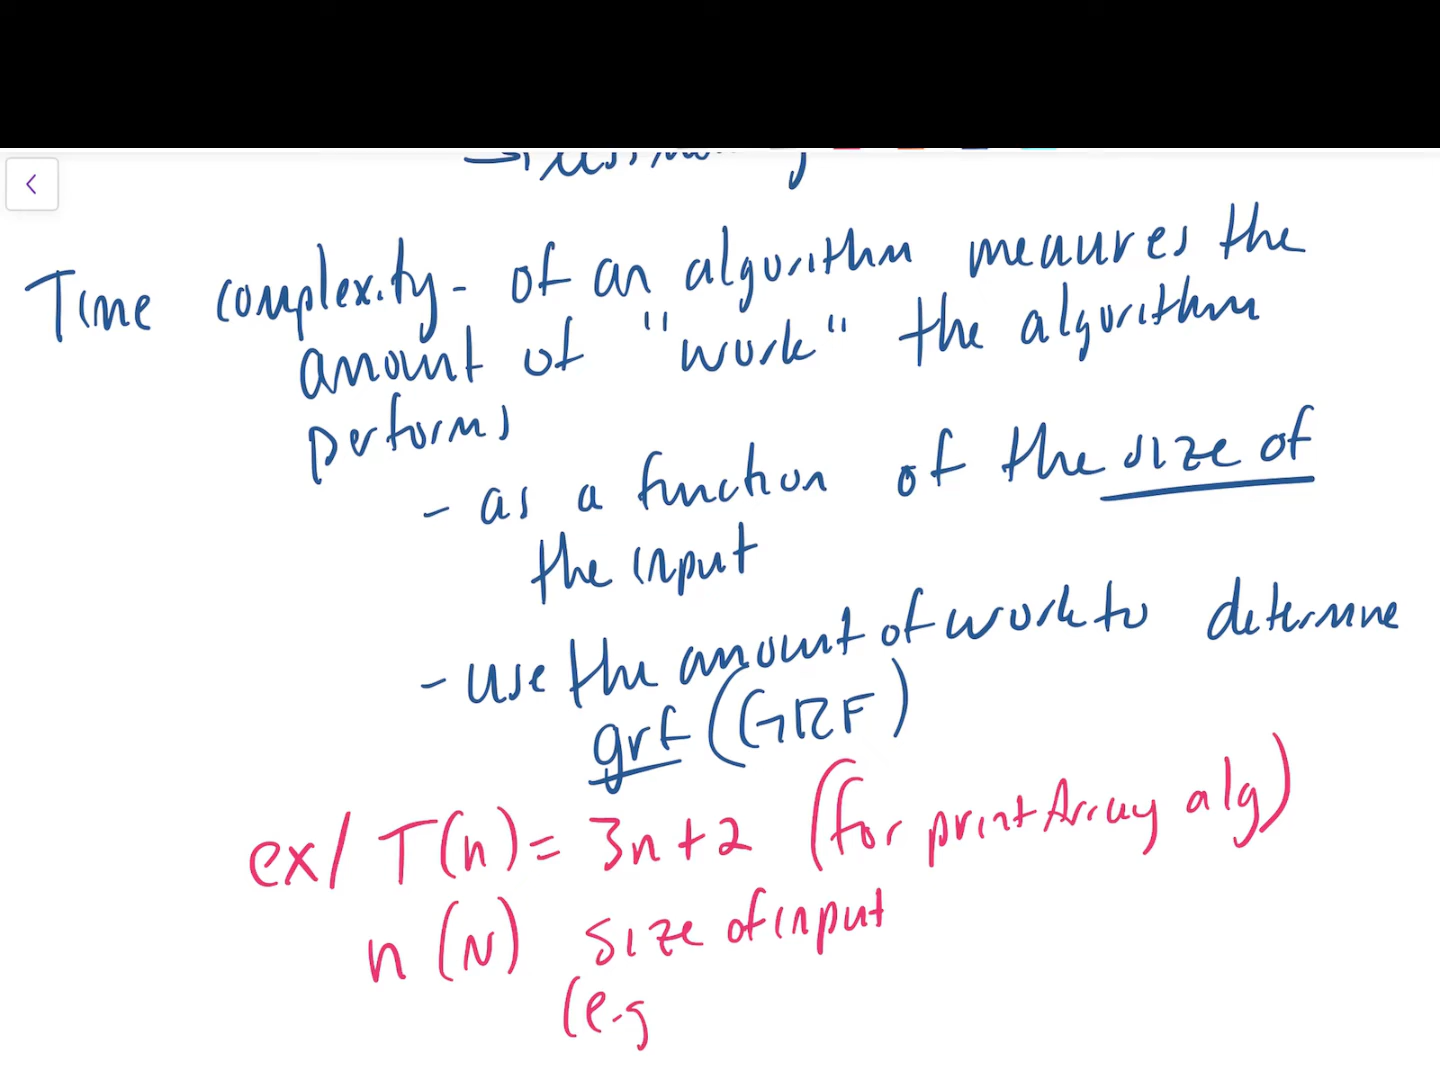 Time complexity - of an algorithm measures the
amount of "work" the algorithm
performs
- as a function of the size of
the input
- use the amount of work to determine
grf (GRF)
ex/ T(n) = 3n + 2 (for printArray alg)
n (N) size of input
(e.g